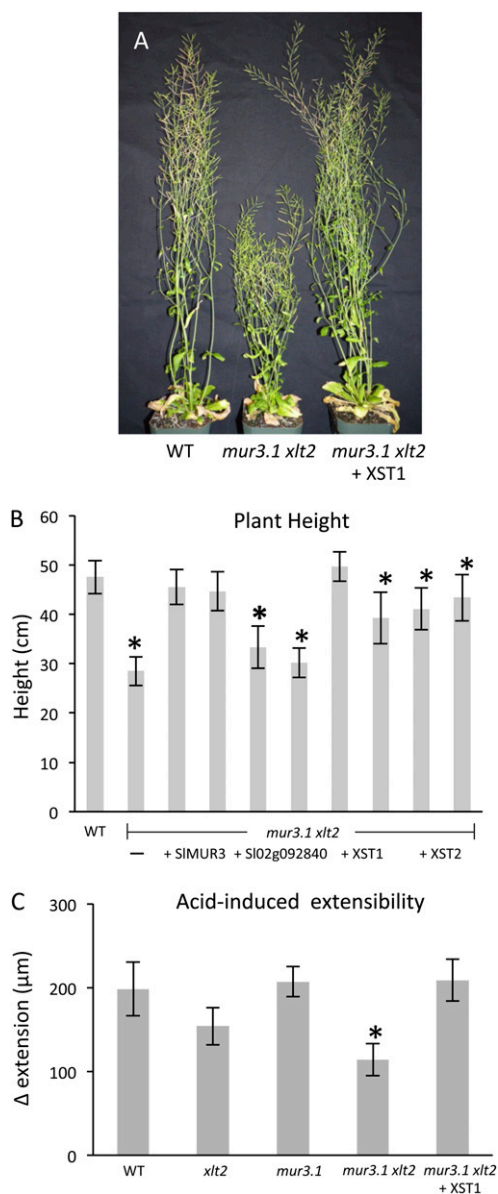 A
WT
mur3.1 xlt2
mur3.1 xlt2
+ XST1
B
Plant Height
Height (cm)
60
50
40
30
20
10
0
*
*
*
*
*
*
WT
mur3.1 xlt2
—
+ SlMUR3
+ Sl02g092840
+ XST1
+ XST2
C
Acid-induced extensibility
Δ extension (μm)
300
200
100
0
*
WT
xlt2
mur3.1
mur3.1 xlt2
mur3.1 xlt2
+ XST1